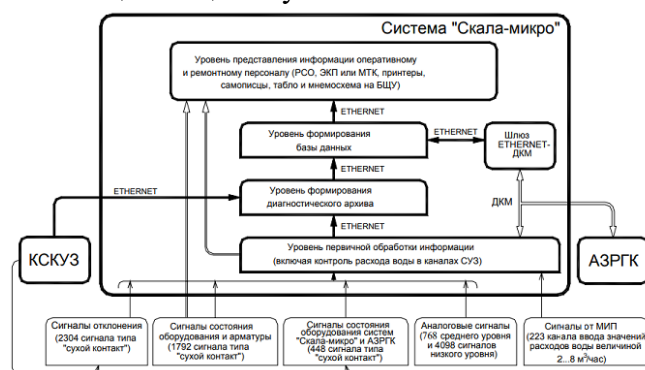 Система "Скала-микро"
Уровень представления информации оперативному
и ремонтному персоналу (РСО, ЭКП или МТК, принтеры,
самописцы, табло и мнемосхема на БЩУ)
ETHERNET
Уровень формирования
базы данных
ETHERNET
Шлюз
ETHERNET-
ДКМ
ETHERNET
ETHERNET
Уровень формирования
диагностического архива
ДКМ
ETHERNET
КСКУЗ
Уровень первичной обработки информации
(включая контроль расхода воды в каналах СУЗ)
АЗРГК
Сигналы отклонения
(2304 сигнала типа
"сухой контакт")
Сигналы состояния
оборудования и арматуры
(1792 сигнала типа
"сухой контакт")
Сигналы состояния
оборудования систем
"Скала-микро" и АЗРГК
(448 сигнала типа
"сухой контакт")
Аналоговые сигналы
(768 среднего уровня
и 4098 сигналов
низкого уровня)
Сигналы от МИП
(223 канала ввода значений
расходов воды величиной
2...8 м³/час)